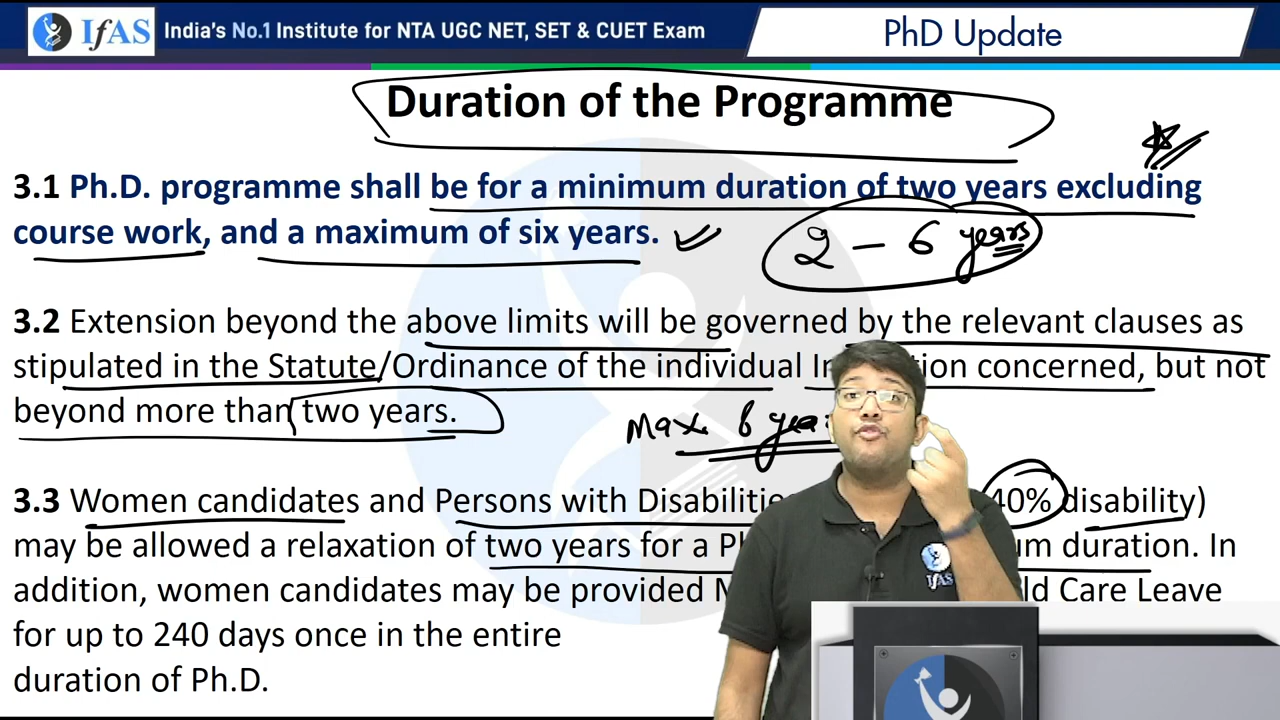 IfAS India's No.1 Institute for NTA UGC NET, SET & CUET Exam
PhD Update
Duration of the Programme
3.1 Ph.D. programme shall be for a minimum duration of two years excluding
course work, and a maximum of six years.
2 – 6 years
3.2 Extension beyond the above limits will be governed by the relevant clauses as
stipulated in the Statute/Ordinance of the individual concerned, but not
beyond more than two years.
Max. 6
3.3 Women candidates and Persons with 40% disability)
may be allowed a relaxation of two years for a duration. In
addition, women candidates may be provided Care Leave
for up to 240 days once in the entire
duration of Ph.D.
IfAS